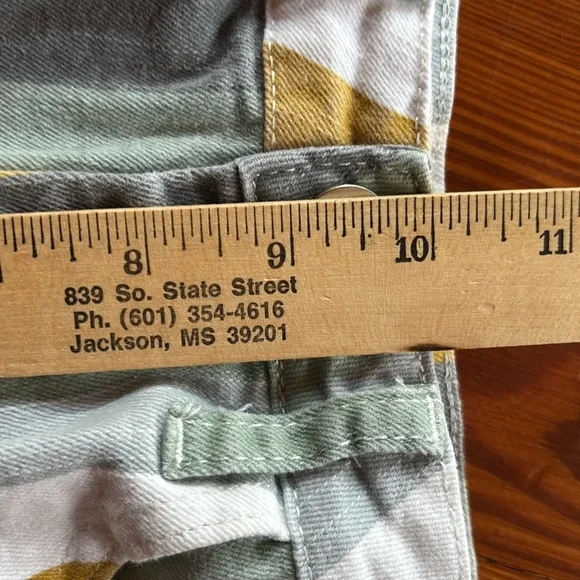 8 9 10 11
839 So. State Street
Ph. (601) 354-4616
Jackson, MS 39201